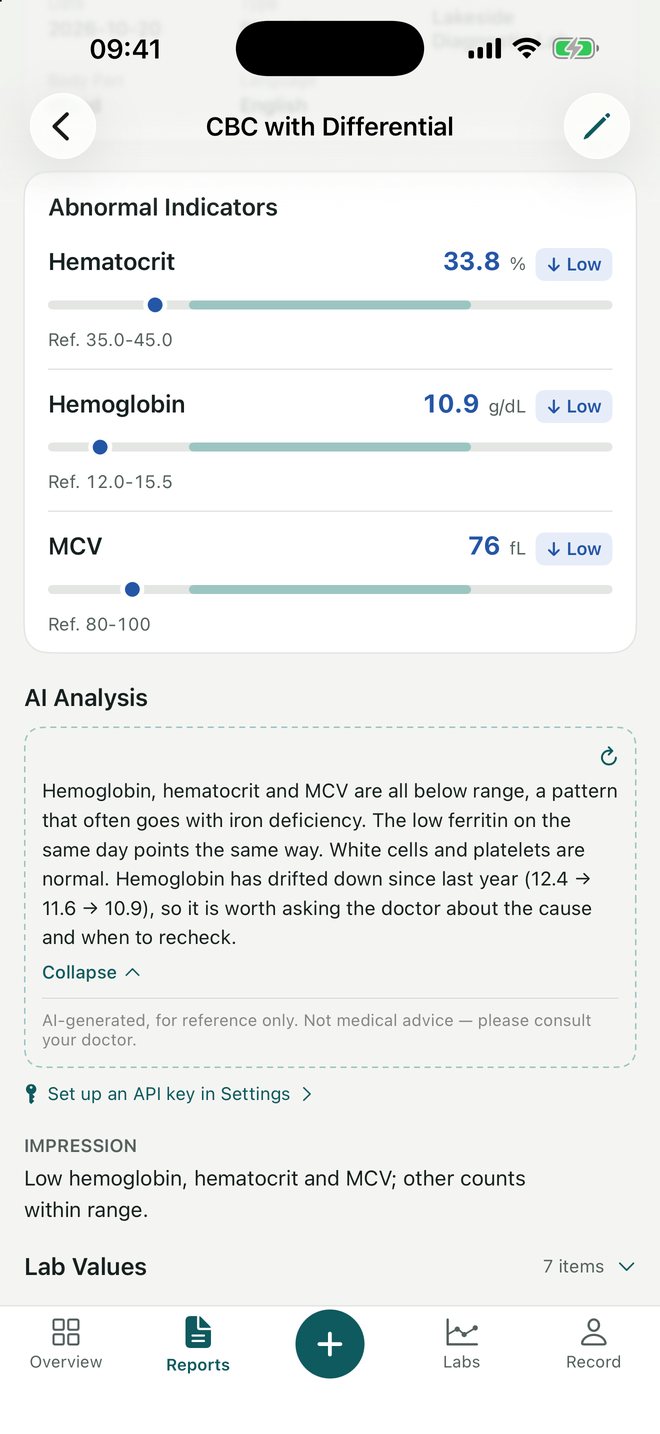 09:41
CBC with Differential
Abnormal Indicators
Hematocrit 33.8 % ↓ Low
Ref. 35.0-45.0
Hemoglobin 10.9 g/dL ↓ Low
Ref. 12.0-15.5
MCV 76 fL ↓ Low
Ref. 80-100
AI Analysis
Hemoglobin, hematocrit and MCV are all below range, a pattern
that often goes with iron deficiency. The low ferritin on the
same day points the same way. White cells and platelets are
normal. Hemoglobin has drifted down since last year (12.4 →
11.6 → 10.9), so it is worth asking the doctor about the cause
and when to recheck.
Collapse
AI-generated, for reference only. Not medical advice — please consult
your doctor.
Set up an API key in Settings
IMPRESSION
Low hemoglobin, hematocrit and MCV; other counts
within range.
Lab Values 7 items
Overview Reports Labs Record